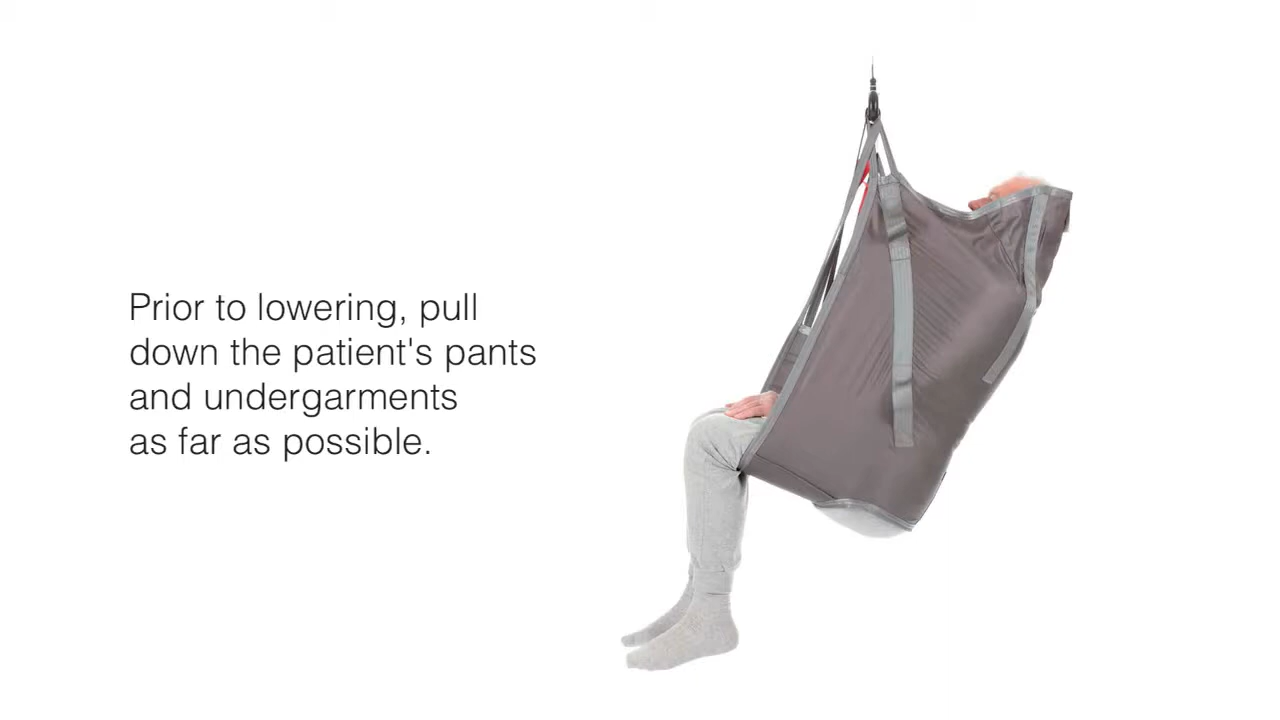 Prior to lowering, pull
down the patient's pants
and undergarments
as far as possible.